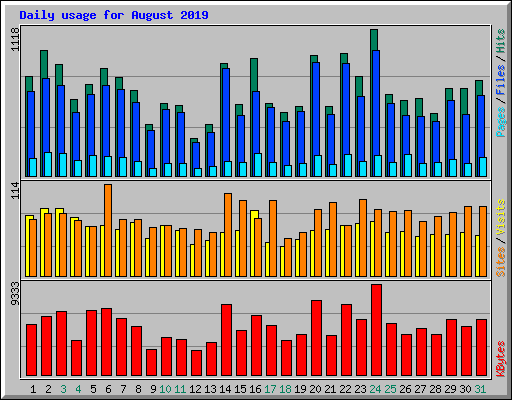 Daily usage for August 2019
1118
Pages / Files / Hits
114
Sites / Visits
9333
KBytes
1 2 3 4 5 6 7 8 9 10 11 12 13 14 15 16 17 18 19 20 21 22 23 24 25 26 27 28 29 30 31